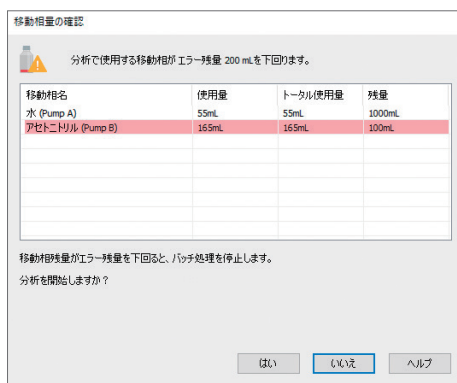 移動相量の確認
分析で使用する移動相が エラー残量 200 mLを下回ります。
移動相名 使用量 トータル使用量 残量
水 (Pump A) 55mL 55mL 1000mL
アセトニトリル (Pump B) 165mL 165mL 100mL
移動相残量がエラー残量を下回ると、バッチ処理を停止します。
分析を開始しますか？
はい いいえ ヘルプ